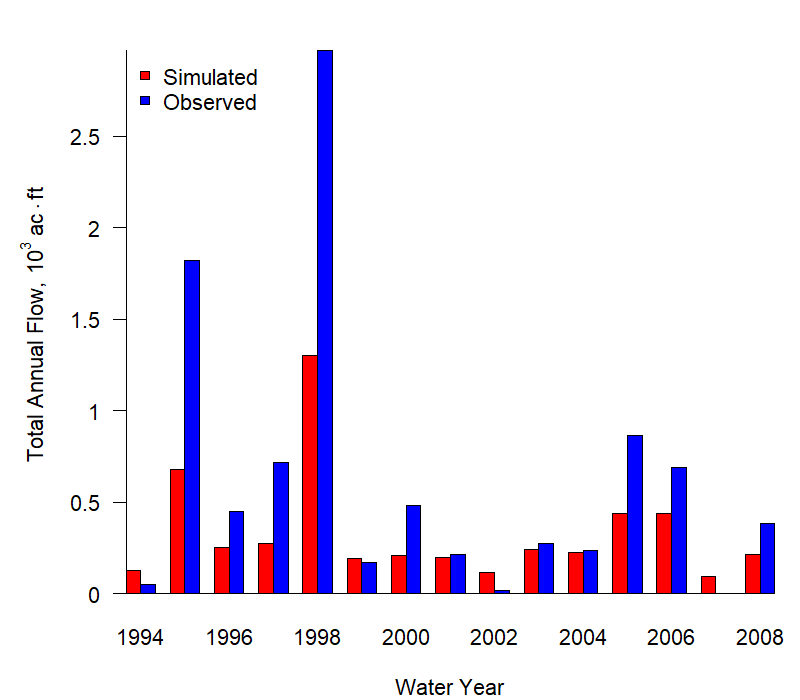 Simulated
Observed
Total Annual Flow, 10³ ac·ft
2.5
2
1.5
1
0.5
0
1994 1996 1998 2000 2002 2004 2006 2008
Water Year